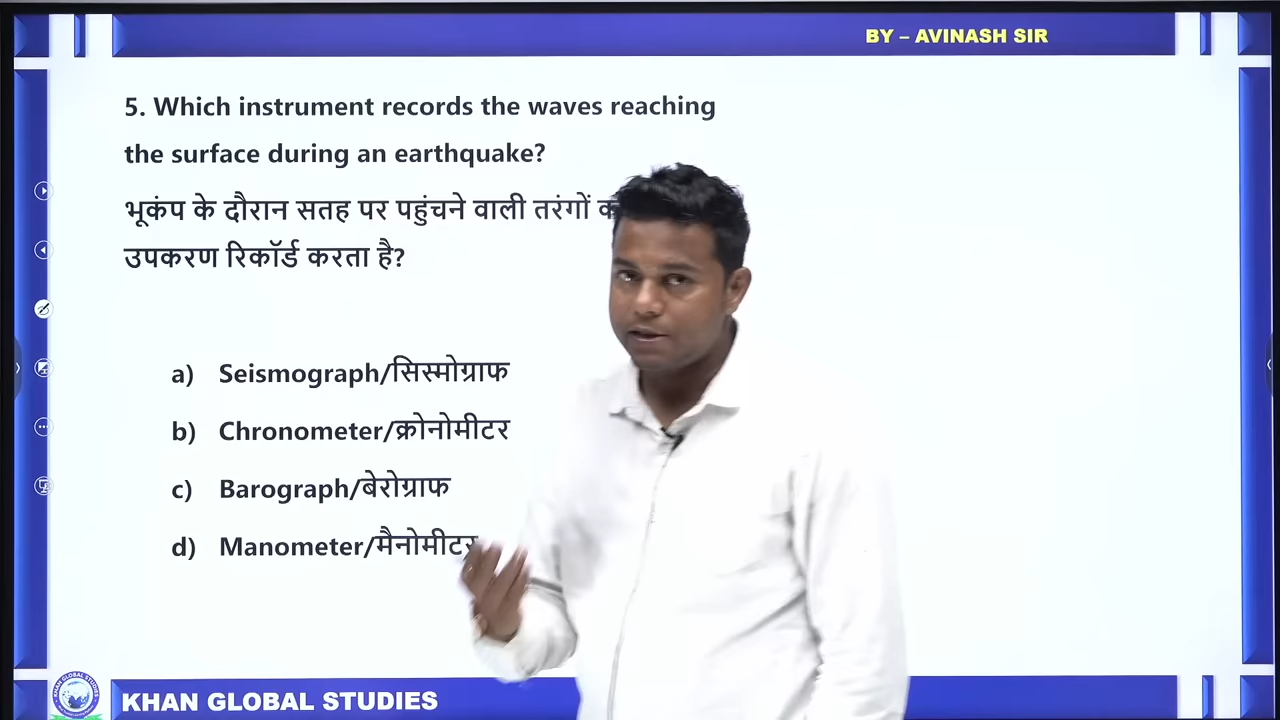 BY – AVINASH SIR
5. Which instrument records the waves reaching
the surface during an earthquake?
भूकंप के दौरान सतह पर पहुंचने वाली तरंगों
उपकरण रिकॉर्ड करता है?
a) Seismograph/सिस्मोग्राफ
b) Chronometer/क्रोनोमीटर
c) Barograph/बेरोग्राफ
d) Manometer/मैनोमीटर
KHAN GLOBAL STUDIES